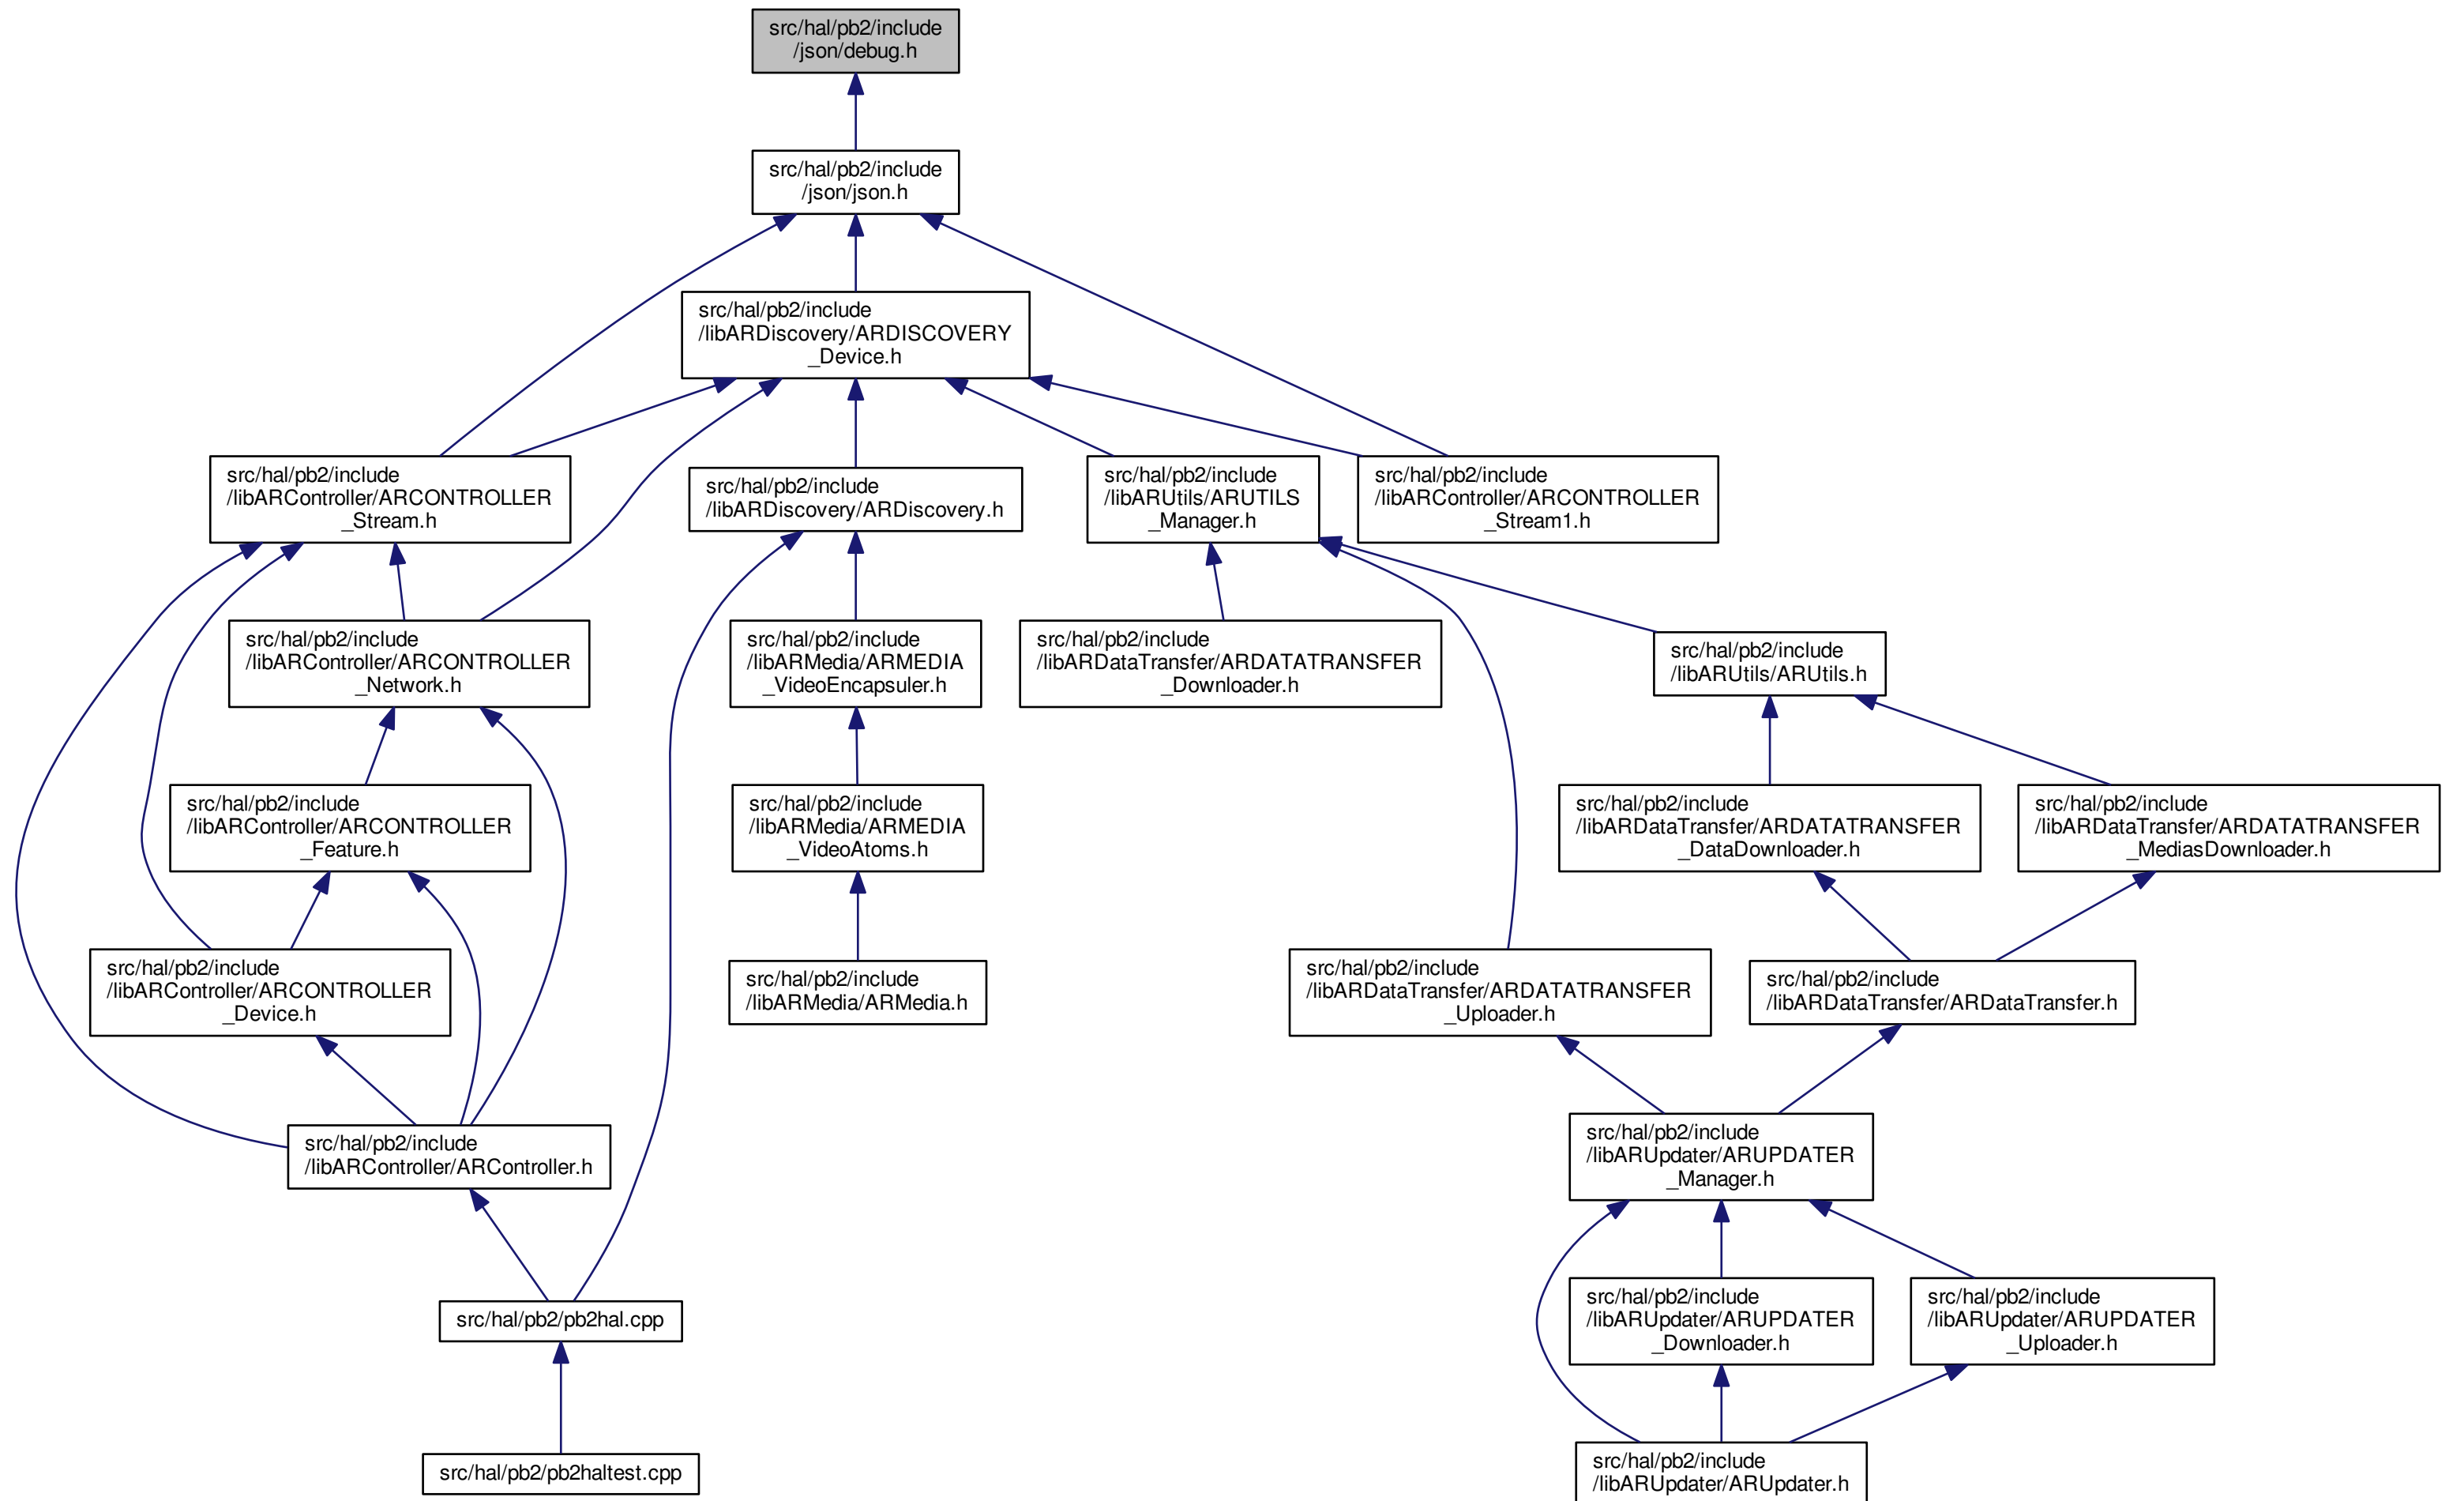 src/hal/pb2/include
/json/debug.h
src/hal/pb2/include
/json/json.h
src/hal/pb2/include
/libARDiscovery/ARDISCOVERY
_Device.h
src/hal/pb2/include
/libARController/ARCONTROLLER
_Stream.h
src/hal/pb2/include
/libARDiscovery/ARDiscovery.h
src/hal/pb2/include
/libARUtils/ARUTILS
_Manager.h
src/hal/pb2/include
/libARController/ARCONTROLLER
_Stream1.h
src/hal/pb2/include
/libARController/ARCONTROLLER
_Network.h
src/hal/pb2/include
/libARMedia/ARMEDIA
_VideoEncapsuler.h
src/hal/pb2/include
/libARDataTransfer/ARDATATRANSFER
_Downloader.h
src/hal/pb2/include
/libARUtils/ARUtils.h
src/hal/pb2/include
/libARController/ARCONTROLLER
_Feature.h
src/hal/pb2/include
/libARMedia/ARMEDIA
_VideoAtoms.h
src/hal/pb2/include
/libARDataTransfer/ARDATATRANSFER
_DataDownloader.h
src/hal/pb2/include
/libARDataTransfer/ARDATATRANSFER
_MediasDownloader.h
src/hal/pb2/include
/libARController/ARCONTROLLER
_Device.h
src/hal/pb2/include
/libARMedia/ARMedia.h
src/hal/pb2/include
/libARDataTransfer/ARDATATRANSFER
_Uploader.h
src/hal/pb2/include
/libARDataTransfer/ARDataTransfer.h
src/hal/pb2/include
/libARController/ARController.h
src/hal/pb2/include
/libARUpdater/ARUPDATER
_Manager.h
src/hal/pb2/pb2hal.cpp
src/hal/pb2/include
/libARUpdater/ARUPDATER
_Downloader.h
src/hal/pb2/include
/libARUpdater/ARUPDATER
_Uploader.h
src/hal/pb2/pb2haltest.cpp
src/hal/pb2/include
/libARUpdater/ARUpdater.h